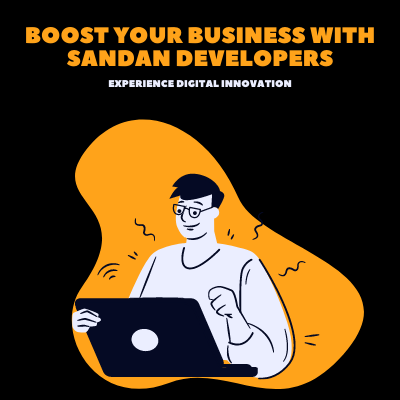 BOOST YOUR BUSINESS WITH
SANDAN DEVELOPERS
EXPERIENCE DIGITAL INNOVATION